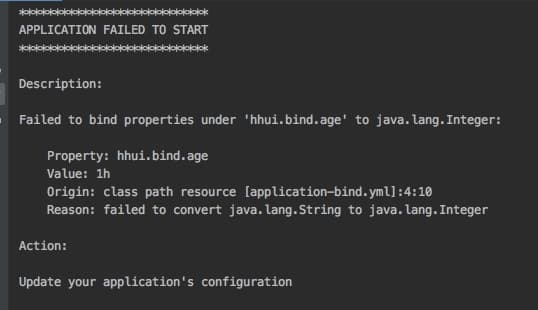 ***************************
APPLICATION FAILED TO START
***************************
Description:
Failed to bind properties under 'hhui.bind.age' to java.lang.Integer:
Property: hhui.bind.age
Value: 1h
Origin: class path resource [application-bind.yml]:4:10
Reason: failed to convert java.lang.String to java.lang.Integer
Action:
Update your application's configuration